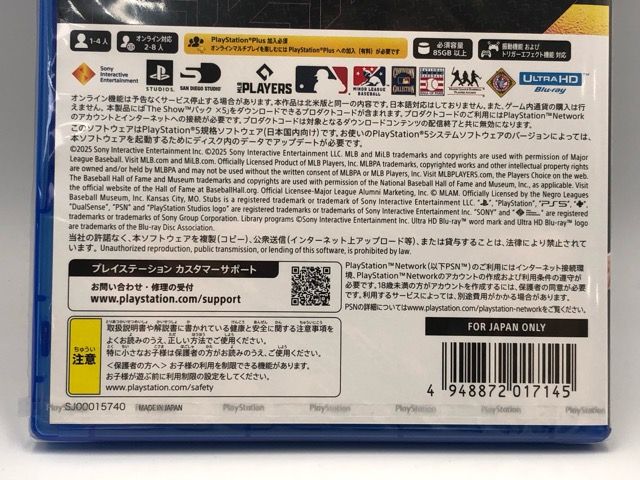 1-4 人
オンライン対応
2-8 人
PlayStation®Plus 加入必須
オンラインマルチプレイを楽しむには PlayStation®Plus への加入(有料)が必要です
必須容量
85GB 以上
振動機能 および
トリガーエフェクト機能 対応
Sony
Interactive
Entertainment
STUDIOS
SAN DIEGO STUDIO
PLAYERS
MINOR LEAGUE
BASEBALL
ULTRA HD
Blu-ray
オンライン機能は予告なくサービス停止する場合があります。本作品は北米版と同一の内容です。日本語対応はしておりません。また、ゲーム内通貨の購入は行
えません。本品より「The Show™パック ×5」をダウンロードできるプロダクトコードが含まれます。プロダクトコードのご利用にはPlayStation™Network
のアカウントとインターネットへの接続が必要です。プロダクトコードは対象となるダウンロードコンテンツの配信終了と共に無効になります。
このソフトウェアはPlayStation®5規格ソフトウェア(日本国内向け)です。お使いのPlayStation®5システムソフトウェアのバージョンによっては、
本ソフトウェアを起動するためにディスク内のデータでアップデートが必要です。
©2025 Sony Interactive Entertainment Inc. ©2025 Sony Interactive Entertainment LLC. MLB and MiLB trademarks and copyrights are used with permission of Major
League Baseball. Visit MLB.com and MiLB.com. Officially Licensed Product of MLB Players, Inc. MLBPA trademarks, copyrighted works and other intellectual property rights
are owned and/or held by MLBPA and may not be used without the written consent of MLBPA or MLB Players, Inc. Visit MLBPLAYERS.com, the Players Choice on the web.
The Baseball Hall of Fame and Museum trademarks and copyrights are used with permission of the National Baseball Hall of Fame and Museum, Inc., as applicable. Visit
the official website of the Hall of Fame at BaseballHall.org. Official Licensee-Major League Alumni Marketing, Inc. © MLAM. Officially Licensed by the Negro Leagues
Baseball Museum, Inc. Kansas City, MO. Stubs is a registered trademark or trademark of Sony Interactive Entertainment LLC. " ", "PlayStation", "PS5",
"DualSense", "PSN" and "PlayStation Studios logo" are registered trademarks or trademarks of Sony Interactive Entertainment Inc. "SONY" and " " are registered
trademarks or trademarks of Sony Group Corporation. Library programs ©Sony Interactive Entertainment Inc. Ultra HD Blu-ray™ word mark and Ultra HD Blu-ray™ logo
are trademarks of the Blu-ray Disc Association.
当社の許諾なく、本ソフトウェアを複製(コピー)、公衆送信(インターネット上アップロード等)、または貸与することは、法律により禁止されて
います。Unauthorized reproduction, public transmission, or lending of this software, is prohibited by law.
プレイステーション カスタマーサポート
お問い合わせ・修理の受付
www.playstation.com/support
PlayStation™Network(以下PSN™)のご利用にはインターネット接続環
境、PlayStation™Networkのアカウントの作成および利用条件の遵守が
必要です。18歳未満の方がアカウントを作成するには、保護者の同意が必要
です。利用するサービスによっては、別途費用がかかる場合があります。
PSNの詳細についてはwww.playstation.com/playstation-networkをご覧ください。
ちゅうい
注意
取扱説明書や解説書に書かれている健康と安全に関する注意事項を
よくお読みのうえ、正しい方法でご使用ください。
特に小さなお子様は保護者の方がお読みのうえ、ご使用ください。
<保護者の方へ> お子様の利用を制限できる機能があります。
お子様が遊ぶ前に利用制限の設定をしてください。
www.playstation.com/safety
FOR JAPAN ONLY
4 948872 017145
SJ00015740 MADE IN JAPAN
PlayStation PlayStation PlayStation PlayStation PlayStation